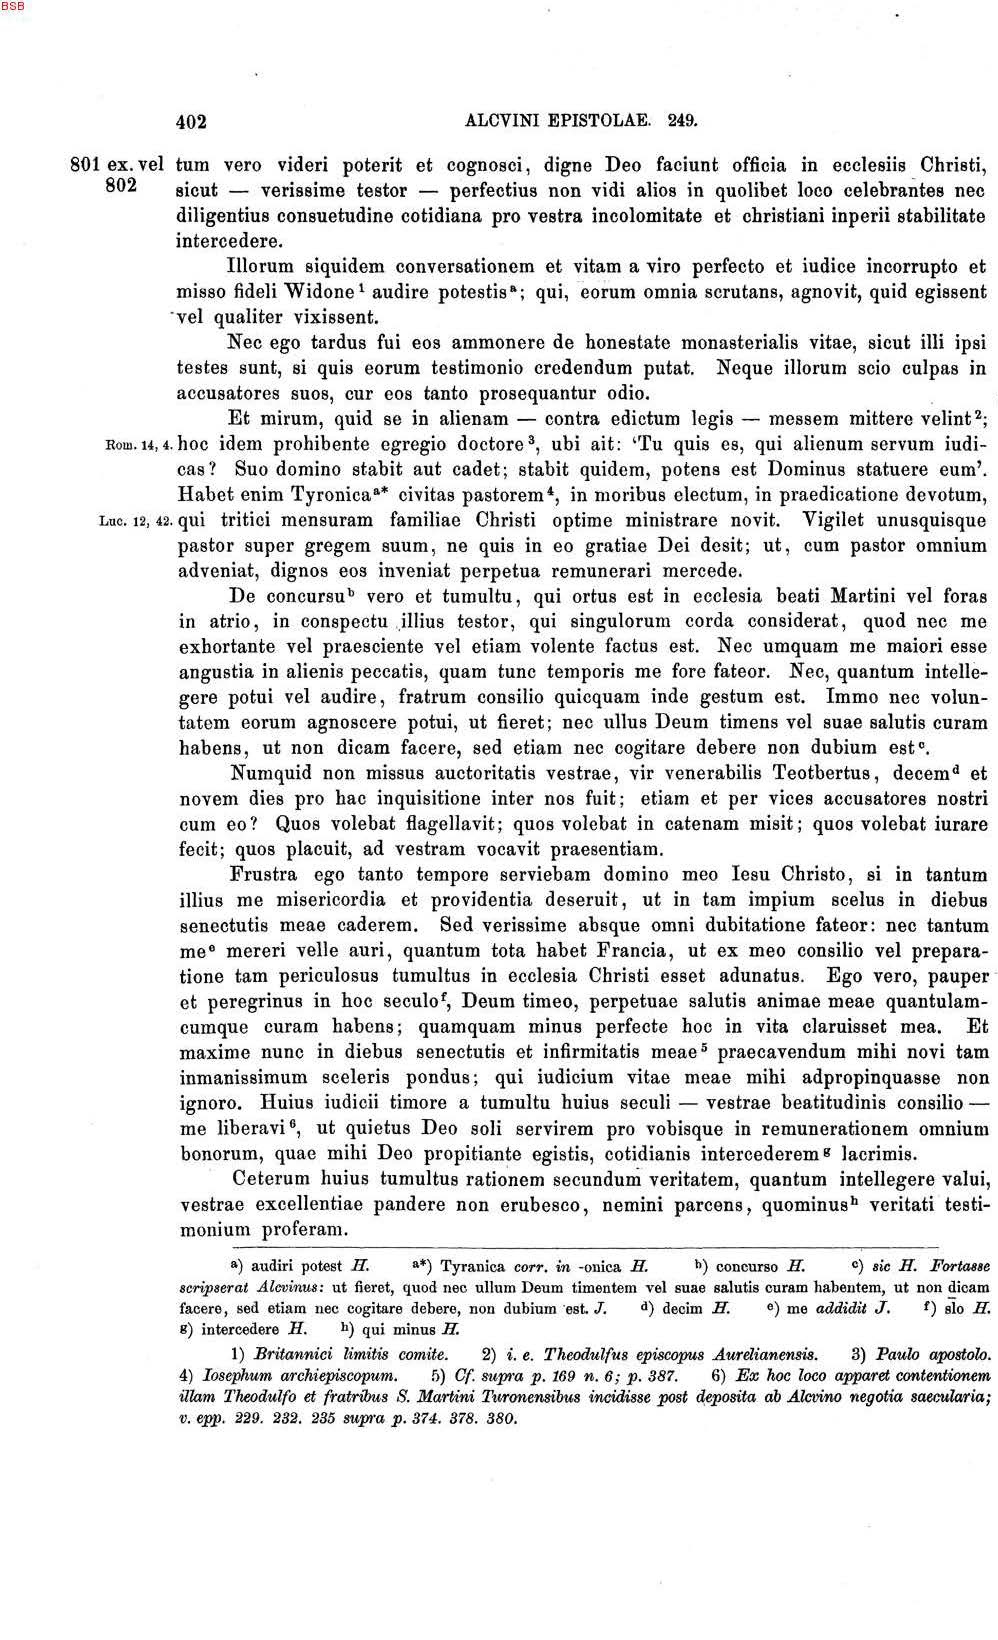 BSB
402 ALCVINI EPISTOLAE. 249.
801 ex. vel tum vero videri poterit et cognosci, digne Deo faciunt officia in ecclesiis Christi,
802 sicut — verissime testor — perfectius non vidi alios in quolibet loco celebrantes nec
diligentius consuetudine cotidiana pro vestra incolomitate et christiani inperii stabilitate
intercedere.
Illorum siquidem conversationem et vitam a viro perfecto et iudice incorrupto et
misso fideli Widone¹ audire potestisᵃ; qui, eorum omnia scrutans, agnovit, quid egissent
vel qualiter vixissent.
Nec ego tardus fui eos ammonere de honestate monasterialis vitae, sicut illi ipsi
testes sunt, si quis eorum testimonio credendum putat. Neque illorum scio culpas in
accusatores suos, cur eos tanto prosequantur odio.
Et mirum, quid se in alienam — contra edictum legis — messem mittere velint²;
Rom. 14, 4. hoc idem prohibente egregio doctore³, ubi ait: ‘Tu quis es, qui alienum servum iudi-
cas? Suo domino stabit aut cadet; stabit quidem, potens est Dominus statuere eum’.
Habet enim Tyronicaᵃ* civitas pastorem⁴, in moribus electum, in praedicatione devotum,
Luc. 12, 42. qui tritici mensuram familiae Christi optime ministrare novit. Vigilet unusquisque
pastor super gregem suum, ne quis in eo gratiae Dei desit; ut, cum pastor omnium
adveniat, dignos eos inveniat perpetua remunerari mercede.
De concursuᵇ vero et tumultu, qui ortus est in ecclesia beati Martini vel foras
in atrio, in conspectu illius testor, qui singulorum corda considerat, quod nec me
exhortante vel praesciente vel etiam volente factus est. Nec umquam me maiori esse
angustia in alienis peccatis, quam tunc temporis me fore fateor. Nec, quantum intelle-
gere potui vel audire, fratrum consilio quicquam inde gestum est. Immo nec volun-
tatem eorum agnoscere potui, ut fieret; nec ullus Deum timens vel suae salutis curam
habens, ut non dicam facere, sed etiam nec cogitare debere non dubium estᶜ.
Numquid non missus auctoritatis vestrae, vir venerabilis Teotbertus, decemᵈ et
novem dies pro hac inquisitione inter nos fuit; etiam et per vices accusatores nostri
cum eo? Quos volebat flagellavit; quos volebat in catenam misit; quos volebat iurare
fecit; quos placuit, ad vestram vocavit praesentiam.
Frustra ego tanto tempore serviebam domino meo Iesu Christo, si in tantum
illius me misericordia et providentia deseruit, ut in tam impium scelus in diebus
senectutis meae caderem. Sed verissime absque omni dubitatione fateor: nec tantum
meᵉ mereri velle auri, quantum tota habet Francia, ut ex meo consilio vel prepara-
tione tam periculosus tumultus in ecclesia Christi esset adunatus. Ego vero, pauper
et peregrinus in hoc seculoᶠ, Deum timeo, perpetuae salutis animae meae quantulam-
cumque curam habens; quamquam minus perfecte hoc in vita claruisset mea. Et
maxime nunc in diebus senectutis et infirmitatis meae⁵ praecavendum mihi novi tam
inmanissimum sceleris pondus; qui iudicium vitae meae mihi adpropinquasse non
ignoro. Huius iudicii timore a tumultu huius seculi — vestrae beatitudinis consilio —
me liberavi⁶, ut quietus Deo soli servirem pro vobisque in remunerationem omnium
bonorum, quae mihi Deo propitiante egistis, cotidianis intercederemᵍ lacrimis.
Ceterum huius tumultus rationem secundum veritatem, quantum intellegere valui,
vestrae excellentiae pandere non erubesco, nemini parcens, quominusʰ veritati testi-
monium proferam.
ᵃ) audiri potest H. ᵃ*) Tyranica corr. in -onica H. ᵇ) concurso H. ᶜ) sic H. Fortasse
scripserat Alcvinus: ut fieret, quod nec ullum Deum timentem vel suae salutis curam habentem, ut non dicam
facere, sed etiam nec cogitare debere, non dubium est. J. ᵈ) decim H. ᵉ) me addidit J. ᶠ) sl̄o H.
ᵍ) intercedere H. ʰ) qui minus H.
1) Britannici limitis comite. 2) i. e. Theodulfus episcopus Aurelianensis. 3) Paulo apostolo.
4) Iosephum archiepiscopum. 5) Cf. supra p. 169 n. 6; p. 387. 6) Ex hoc loco apparet contentionem
illam Theodulfo et fratribus S. Martini Turonensibus incidisse post deposita ab Alcvino negotia saecularia;
v. epp. 229. 232. 235 supra p. 374. 378. 380.